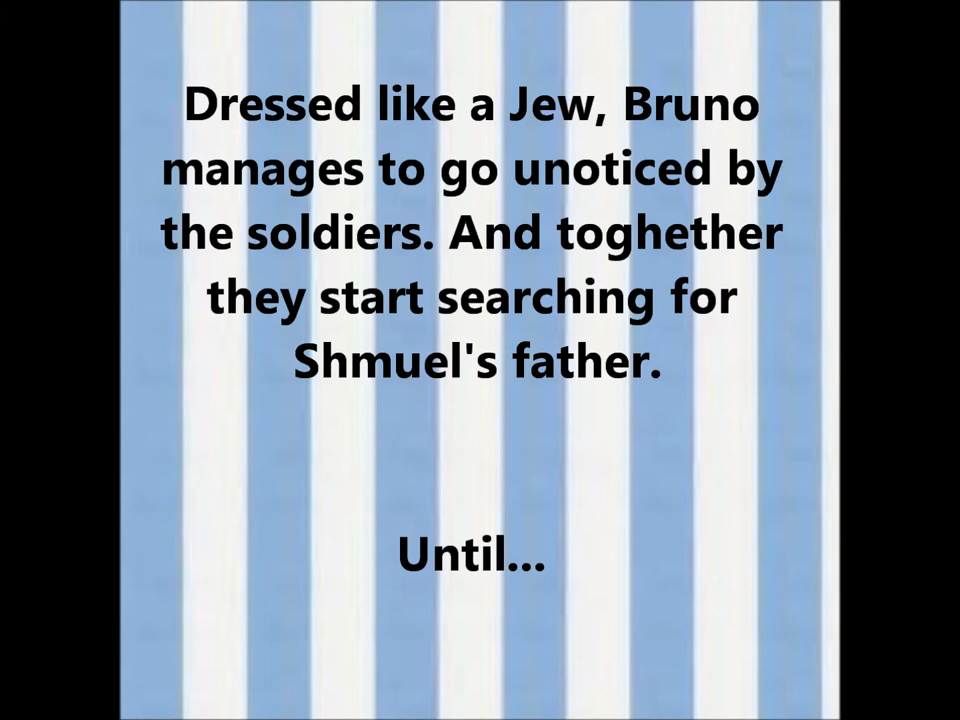 Dressed like a Jew, Bruno
manages to go unoticed by
the soldiers. And toghether
they start searching for
Shmuel's father.
Until...